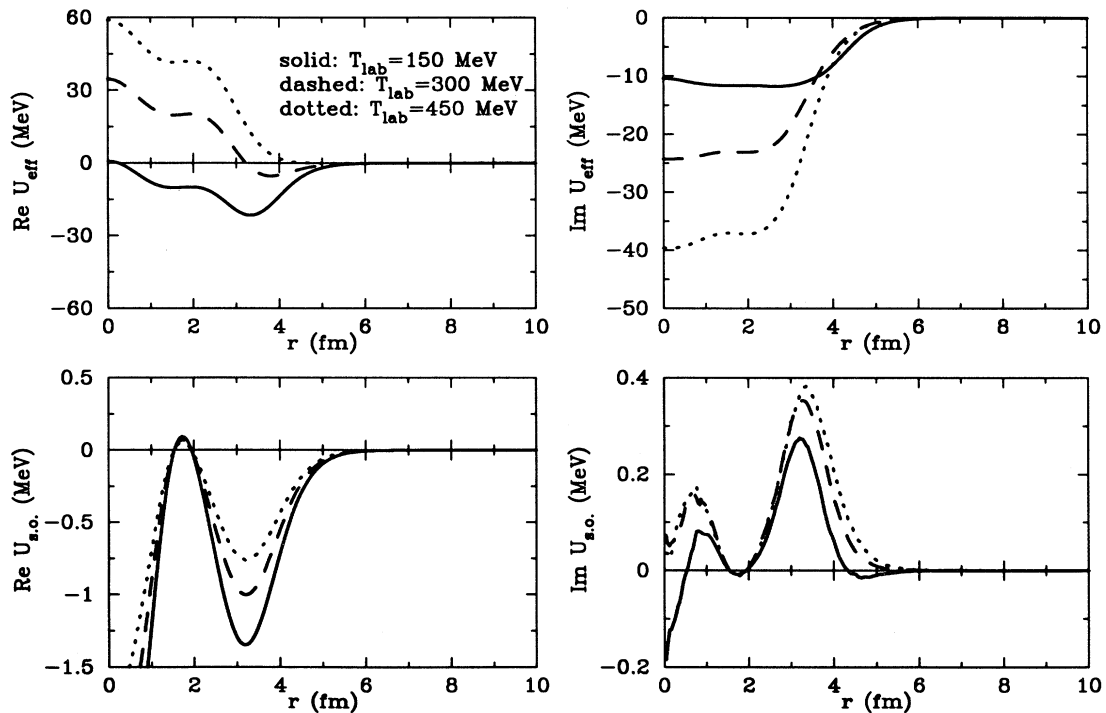 60
30
0
-30
-60
Re U_eff (MeV)
solid: T_lab=150 MeV
dashed: T_lab=300 MeV
dotted: T_lab=450 MeV
0 2 4 6 8 10
r (fm)
0
-10
-20
-30
-40
-50
Im U_eff (MeV)
0 2 4 6 8 10
r (fm)
0.5
0
-0.5
-1
-1.5
Re U_s.o. (MeV)
0 2 4 6 8 10
r (fm)
0.4
0.2
0
-0.2
Im U_s.o. (MeV)
0 2 4 6 8 10
r (fm)